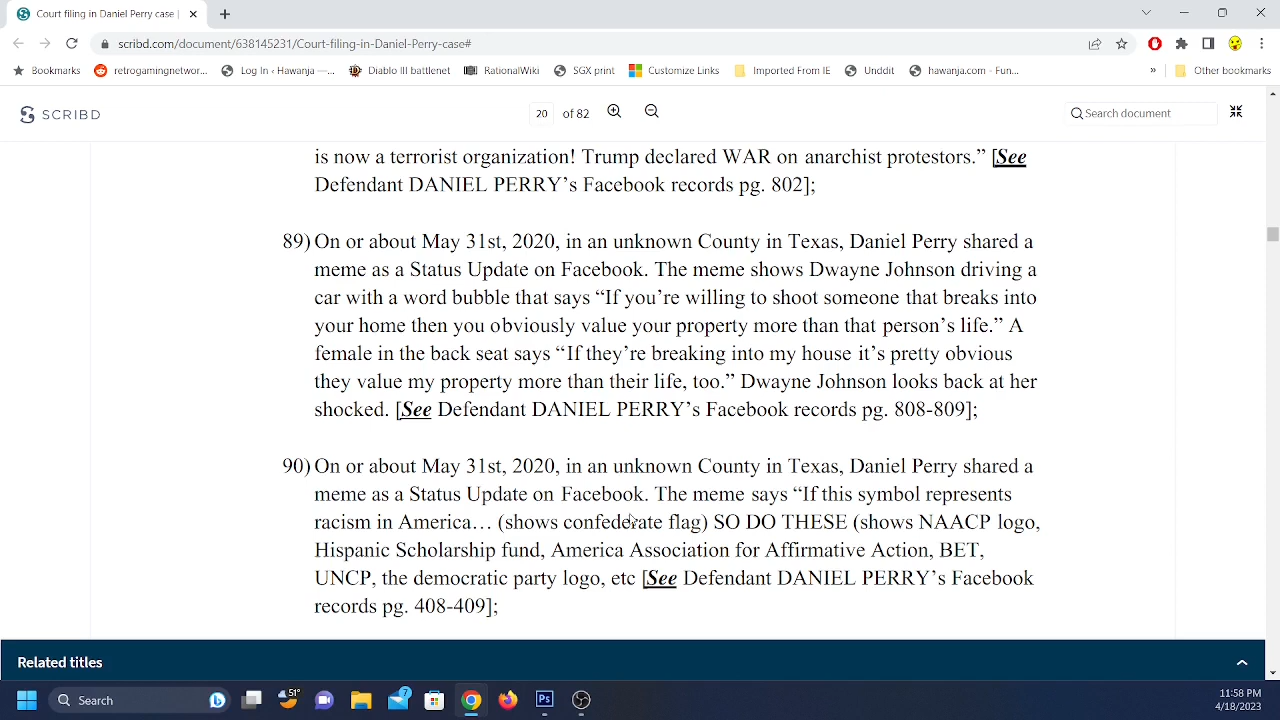 Court filing in Daniel Perry case |
scribd.com/document/638145231/Court-filing-in-Daniel-Perry-case#
Bookmarks retrogamingnetwor... Log In ‹ Hawanja —... Diablo III battlenet RationalWiki SGX print Customize Links Imported From IE Unddit hawanja.com - Fun... » Other bookmarks
SCRIBD 20 of 82 Search document
is now a terrorist organization! Trump declared WAR on anarchist protestors.” [See
Defendant DANIEL PERRY’s Facebook records pg. 802];
89) On or about May 31st, 2020, in an unknown County in Texas, Daniel Perry shared a
meme as a Status Update on Facebook. The meme shows Dwayne Johnson driving a
car with a word bubble that says “If you’re willing to shoot someone that breaks into
your home then you obviously value your property more than that person’s life.” A
female in the back seat says “If they’re breaking into my house it’s pretty obvious
they value my property more than their life, too.” Dwayne Johnson looks back at her
shocked. [See Defendant DANIEL PERRY’s Facebook records pg. 808-809];
90) On or about May 31st, 2020, in an unknown County in Texas, Daniel Perry shared a
meme as a Status Update on Facebook. The meme says “If this symbol represents
racism in America… (shows confederate flag) SO DO THESE (shows NAACP logo,
Hispanic Scholarship fund, America Association for Affirmative Action, BET,
UNCP, the democratic party logo, etc [See Defendant DANIEL PERRY’s Facebook
records pg. 408-409];
Related titles
Search 51° 7 Ps 11:58 PM
4/18/2023